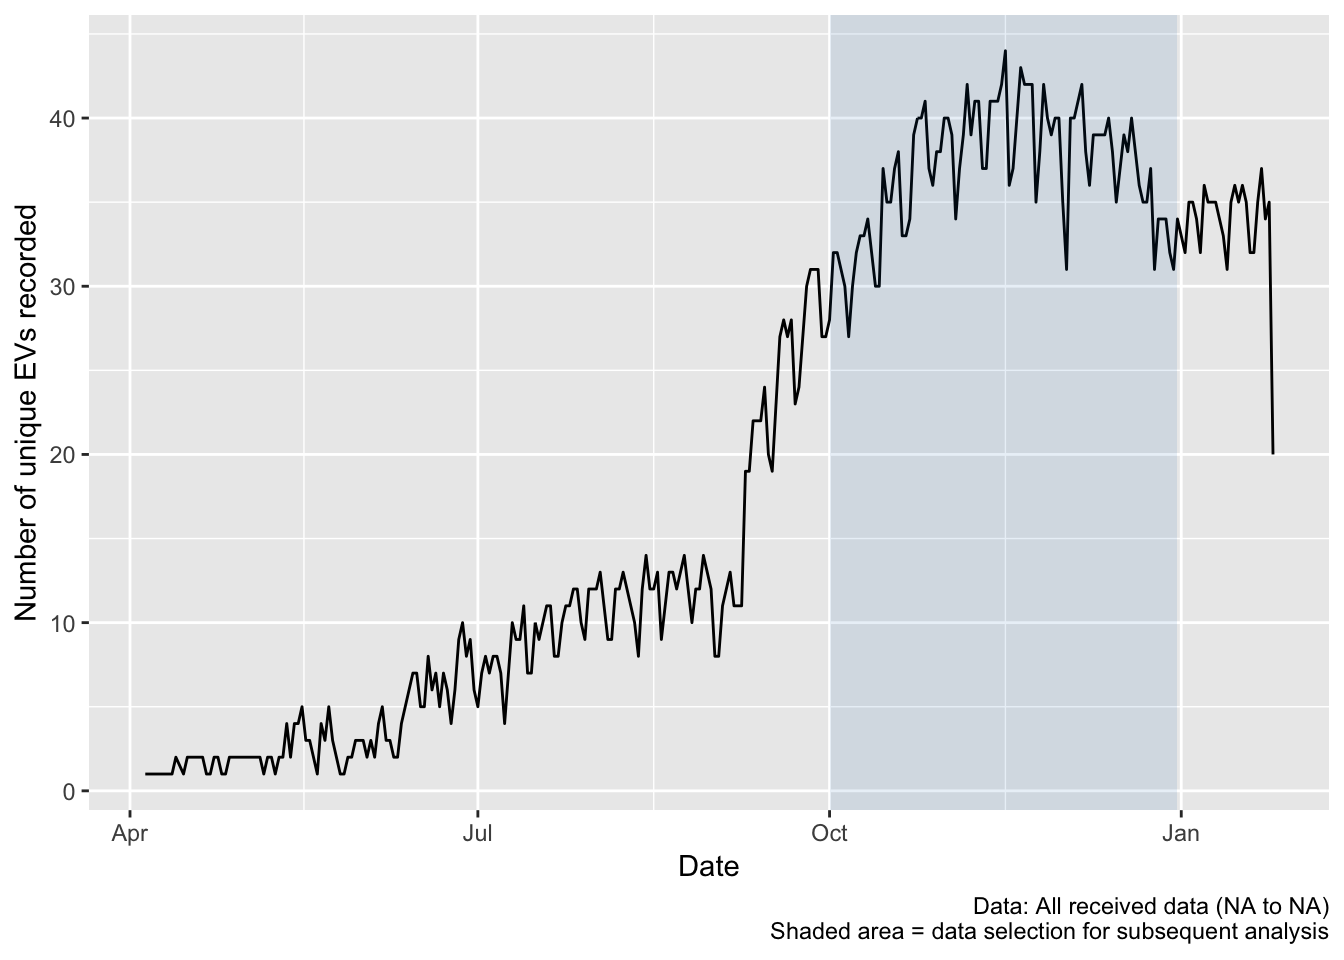 Number of unique EVs recorded
40
30
20
10
0
Apr Jul Oct Jan
Date
Data: All received data (NA to NA)
Shaded area = data selection for subsequent analysis